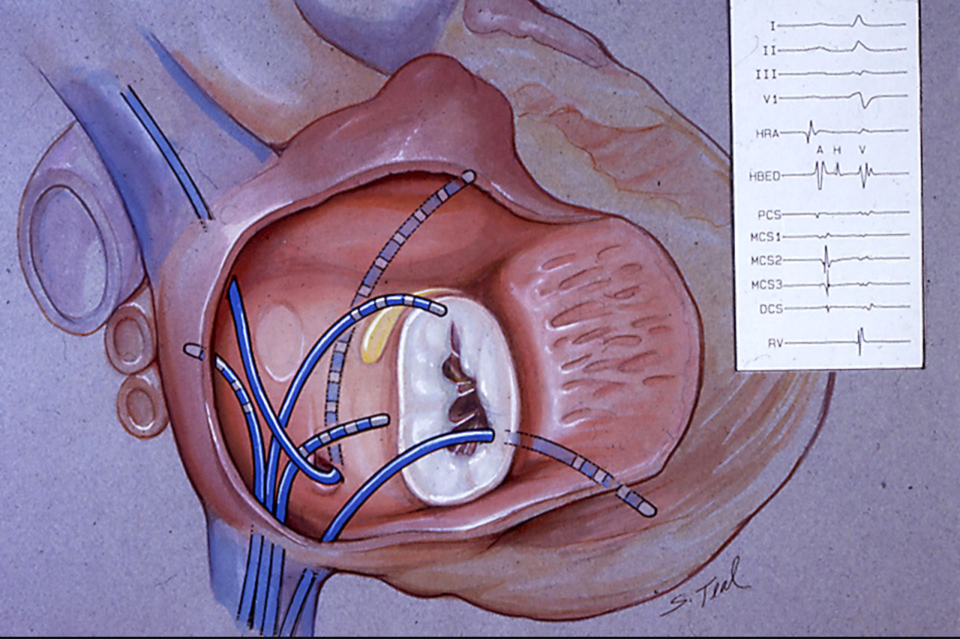 I
II
III
V1
HRA
A H V
HBED
PCS
MCS1
MCS2
MCS3
DCS
RV
S. Teal